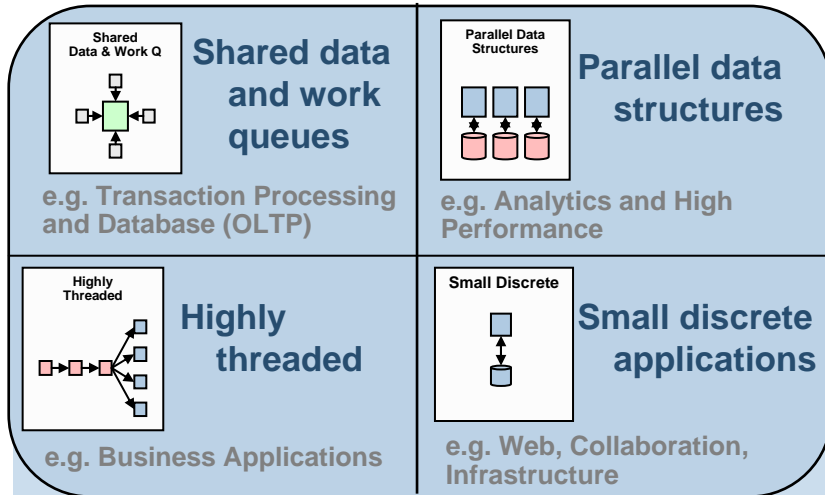 Shared
Data & Work Q
Shared data
and work
queues
e.g. Transaction Processing
and Database (OLTP)
Parallel Data
Structures
Parallel data
structures
e.g. Analytics and High
Performance
Highly
Threaded
Highly
threaded
e.g. Business Applications
Small Discrete
Small discrete
applications
e.g. Web, Collaboration,
Infrastructure